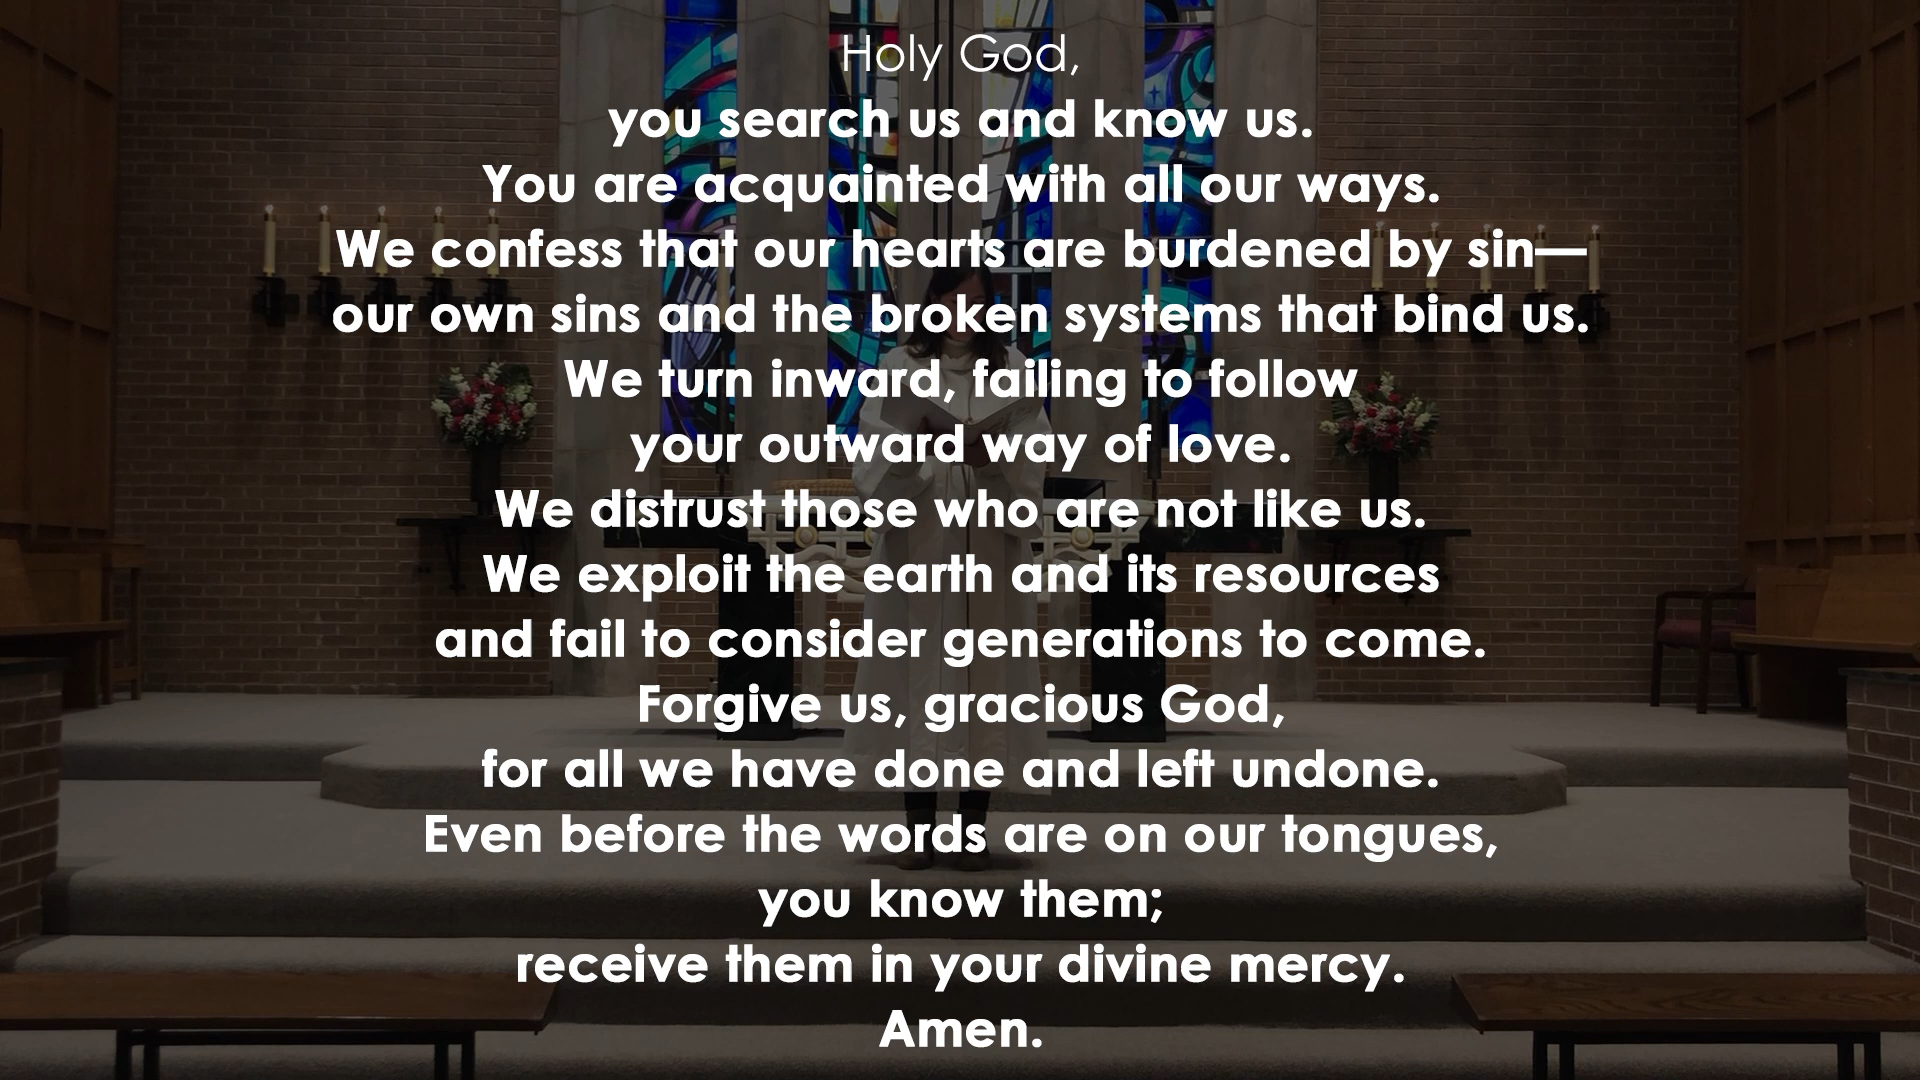 Holy God,
you search us and know us.
You are acquainted with all our ways.
We confess that our hearts are burdened by sin—
our own sins and the broken systems that bind us.
We turn inward, failing to follow
your outward way of love.
We distrust those who are not like us.
We exploit the earth and its resources
and fail to consider generations to come.
Forgive us, gracious God,
for all we have done and left undone.
Even before the words are on our tongues,
you know them;
receive them in your divine mercy.
Amen.